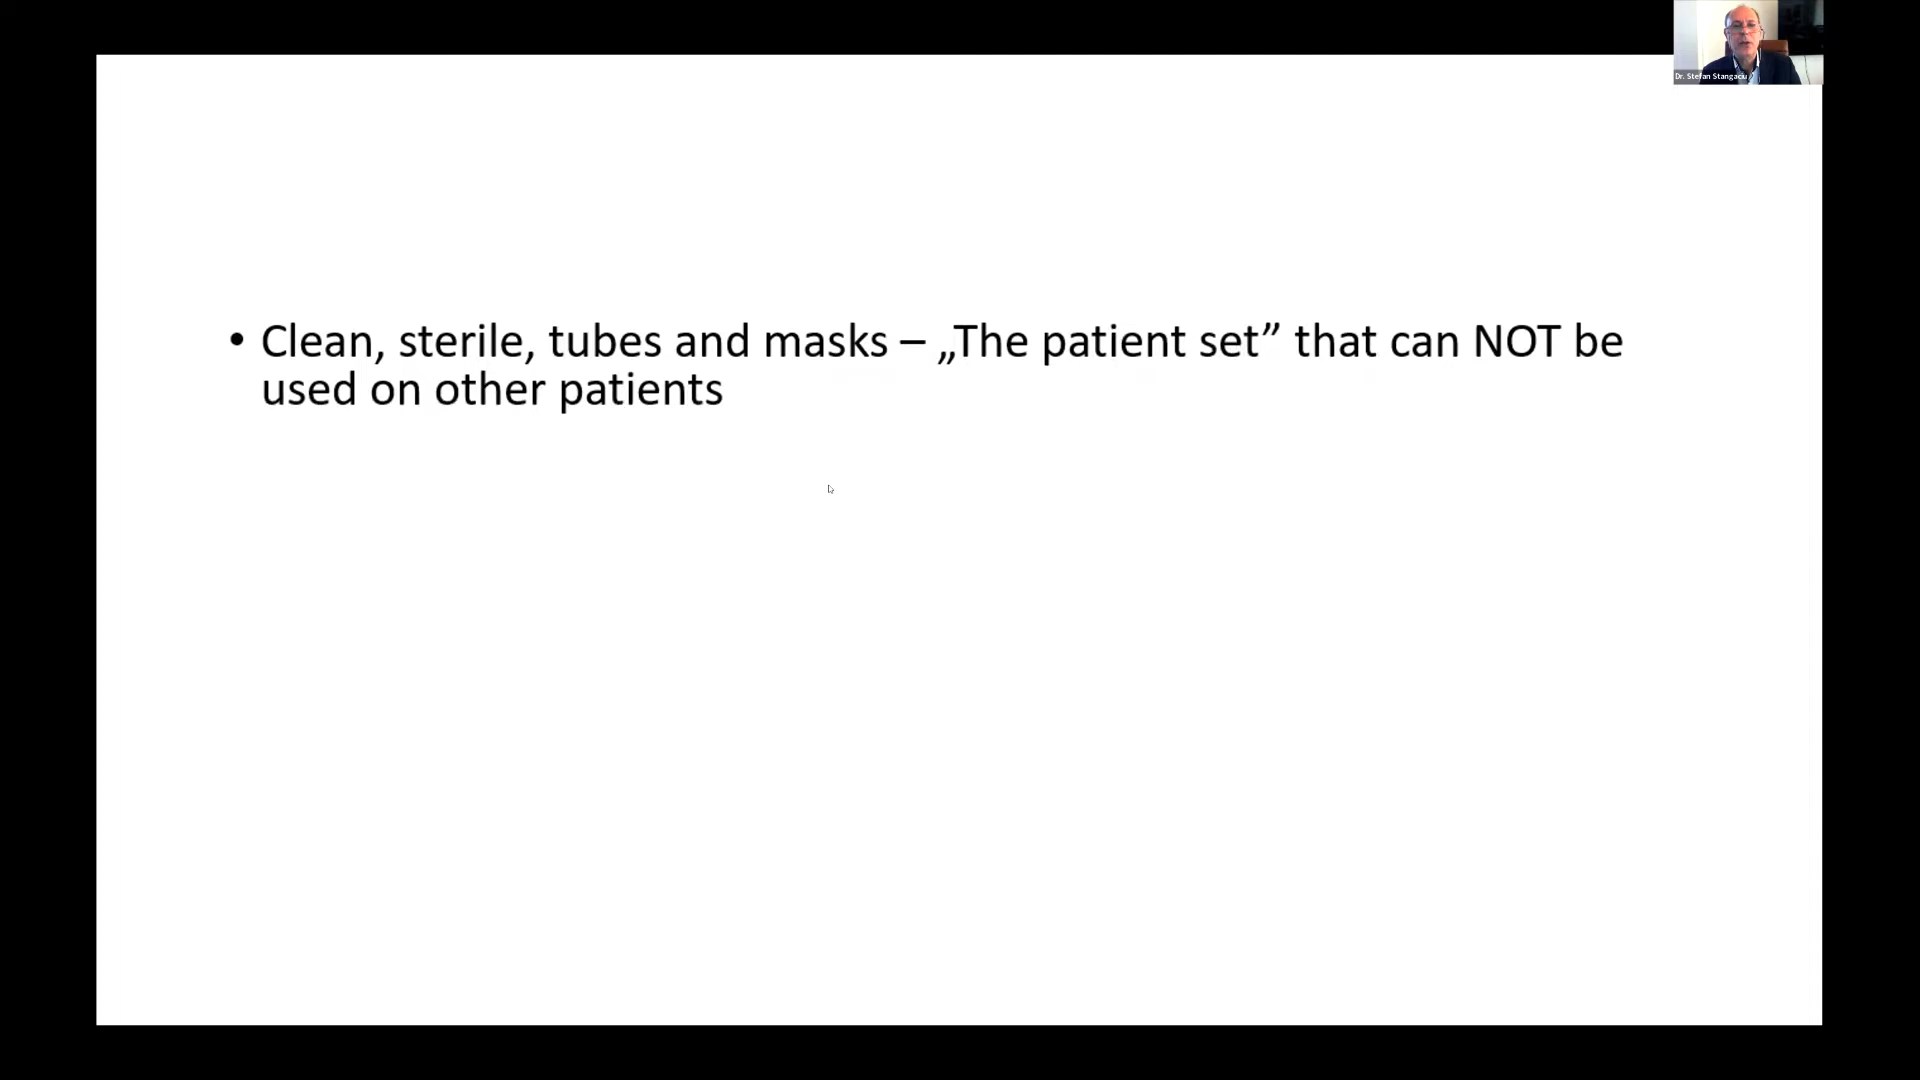 Dr. Stefan Stangaciu
• Clean, sterile, tubes and masks – „The patient set” that can NOT be
used on other patients